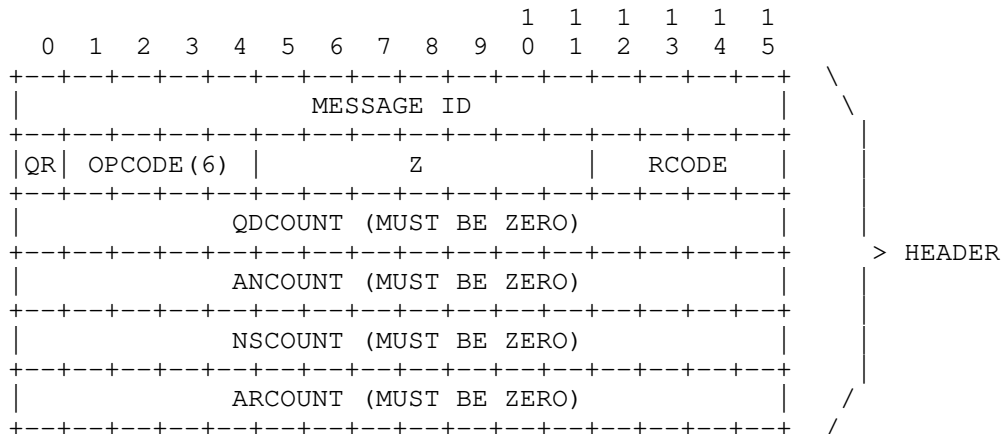 1 1 1 1 1 1
0 1 2 3 4 5 6 7 8 9 0 1 2 3 4 5
MESSAGE ID
QR OPCODE(6) Z RCODE
QDCOUNT (MUST BE ZERO)
> HEADER
ANCOUNT (MUST BE ZERO)
NSCOUNT (MUST BE ZERO)
ARCOUNT (MUST BE ZERO)